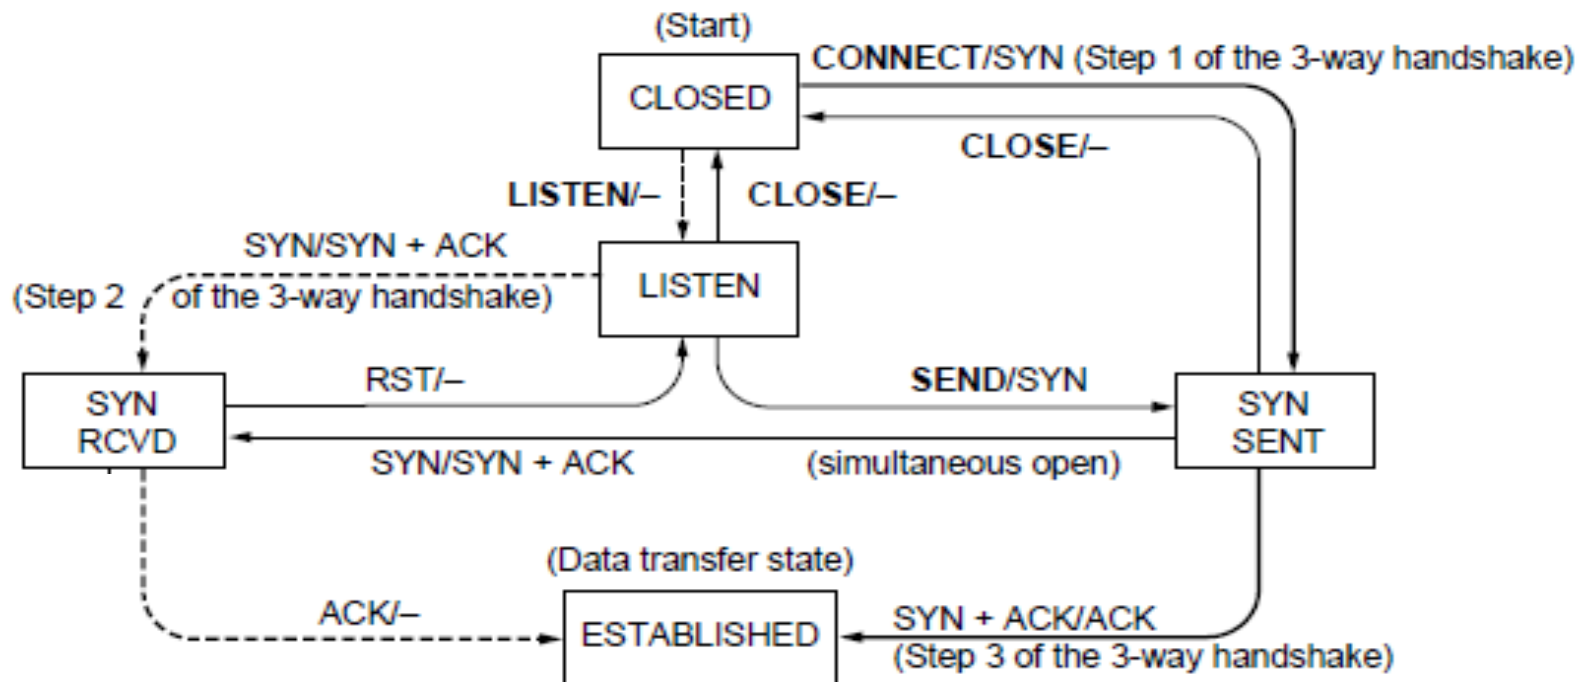 (Start)
CONNECT/SYN (Step 1 of the 3-way handshake)
CLOSED
CLOSE/–
LISTEN/–
CLOSE/–
SYN/SYN + ACK
(Step 2 of the 3-way handshake)
LISTEN
RST/–
SEND/SYN
SYN
RCVD
SYN
SENT
SYN/SYN + ACK
(simultaneous open)
(Data transfer state)
ACK/–
ESTABLISHED
SYN + ACK/ACK
(Step 3 of the 3-way handshake)